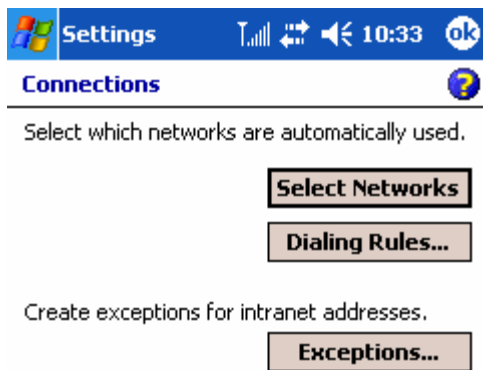 Settings 10:33 ok
Connections ?
Select which networks are automatically used.
Select Networks
Dialing Rules...
Create exceptions for intranet addresses.
Exceptions...